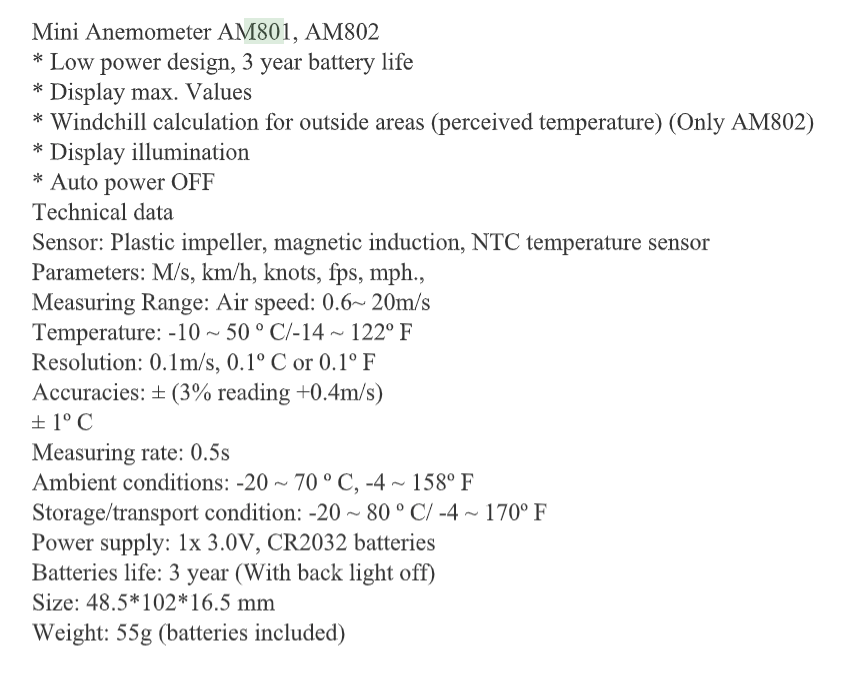 Mini Anemometer AM801, AM802
* Low power design, 3 year battery life
* Display max. Values
* Windchill calculation for outside areas (perceived temperature) (Only AM802)
* Display illumination
* Auto power OFF
Technical data
Sensor: Plastic impeller, magnetic induction, NTC temperature sensor
Parameters: M/s, km/h, knots, fps, mph.,
Measuring Range: Air speed: 0.6~ 20m/s
Temperature: -10 ~ 50 º C/-14 ~ 122º F
Resolution: 0.1m/s, 0.1º C or 0.1º F
Accuracies: ± (3% reading +0.4m/s)
± 1º C
Measuring rate: 0.5s
Ambient conditions: -20 ~ 70 º C, -4 ~ 158º F
Storage/transport condition: -20 ~ 80 º C/ -4 ~ 170º F
Power supply: 1x 3.0V, CR2032 batteries
Batteries life: 3 year (With back light off)
Size: 48.5*102*16.5 mm
Weight: 55g (batteries included)